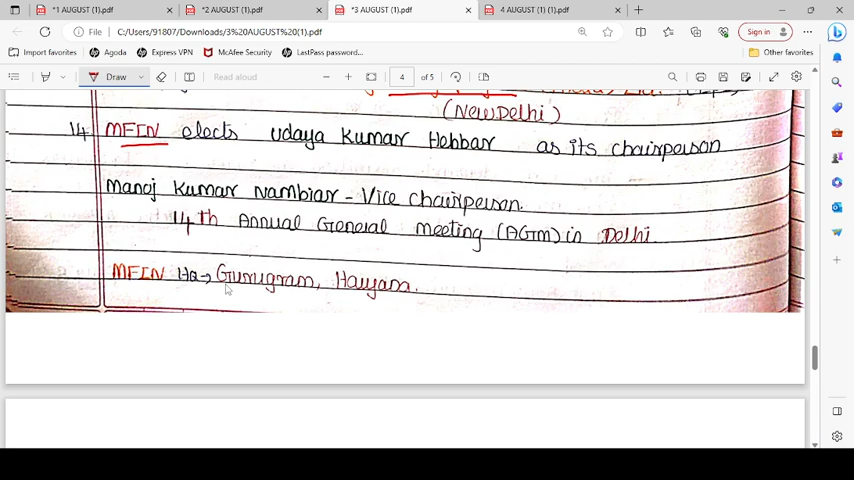 *1 AUGUST (1).pdf
*2 AUGUST (1).pdf
*3 AUGUST (1).pdf
4 AUGUST (1) (1).pdf
File C:/Users/91807/Downloads/3%20AUGUST%20(1).pdf
Sign in
Import favorites
Agoda
Express VPN
McAfee Security
LastPass password...
Other favorites
Draw
Read aloud
4 of 5
(New Delhi)
14 MFIN elects Udaya Kumar Hebbar as its chairperson
Manoj Kumar Nambiar - Vice Chairperson.
14th Annual General Meeting (AGM) in Delhi
MFIN HQ → Gurugram, Haryana.